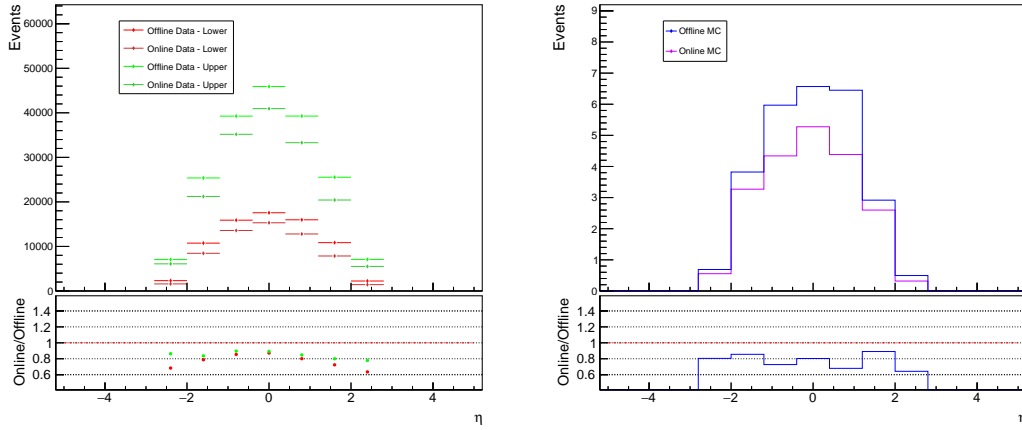 Events
60000
50000
40000
30000
20000
10000
0
Offline Data - Lower
Online Data - Lower
Offline Data - Upper
Online Data - Upper
Online/Offline
1.4
1.2
1
0.8
0.6
−4 −2 0 2 4
η
Events
9
8
7
6
5
4
3
2
1
0
Offline MC
Online MC
Online/Offline
1.4
1.2
1
0.8
0.6
−4 −2 0 2 4
η